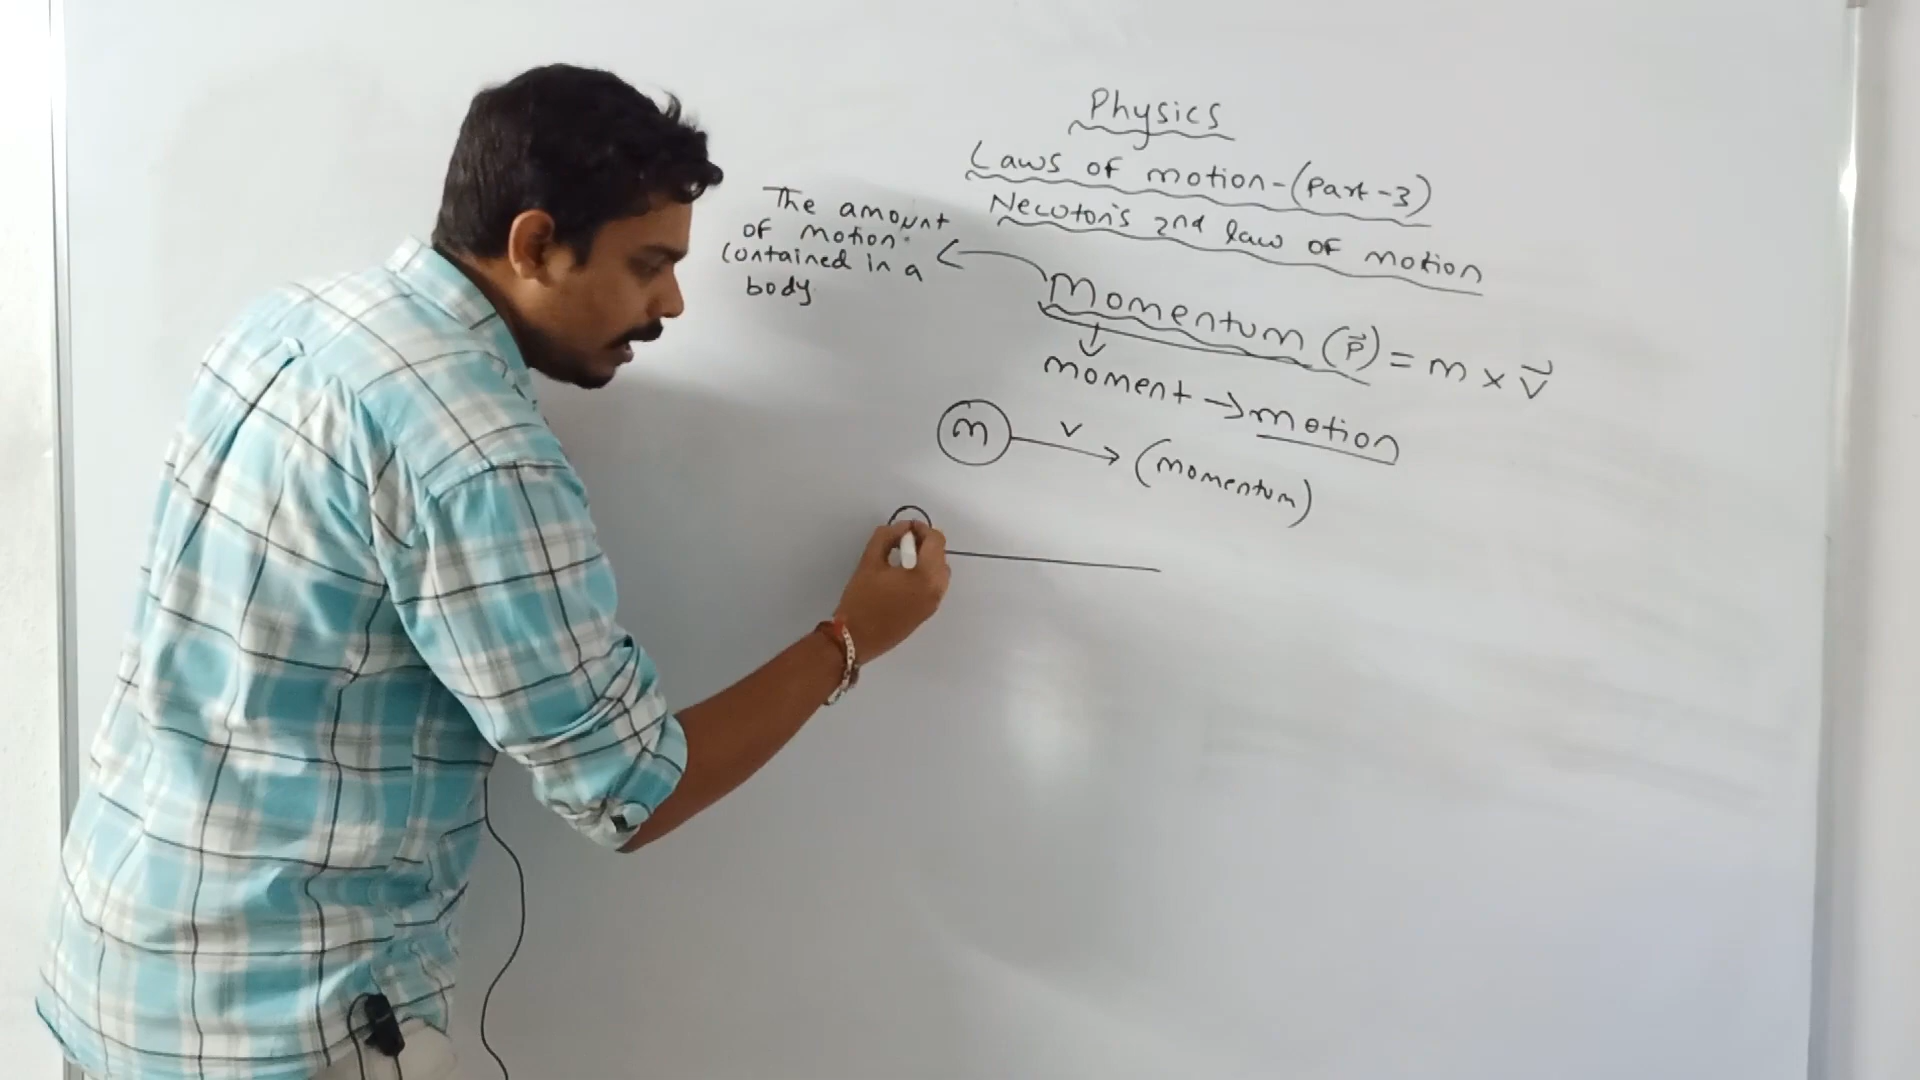 Physics
Laws of motion-(Part-3)
Newton's 2nd law of motion
The amount
of motion.
Contained in a
body
Momentum (p⃗) = m × v⃗
moment → motion
m
v
(momentum)